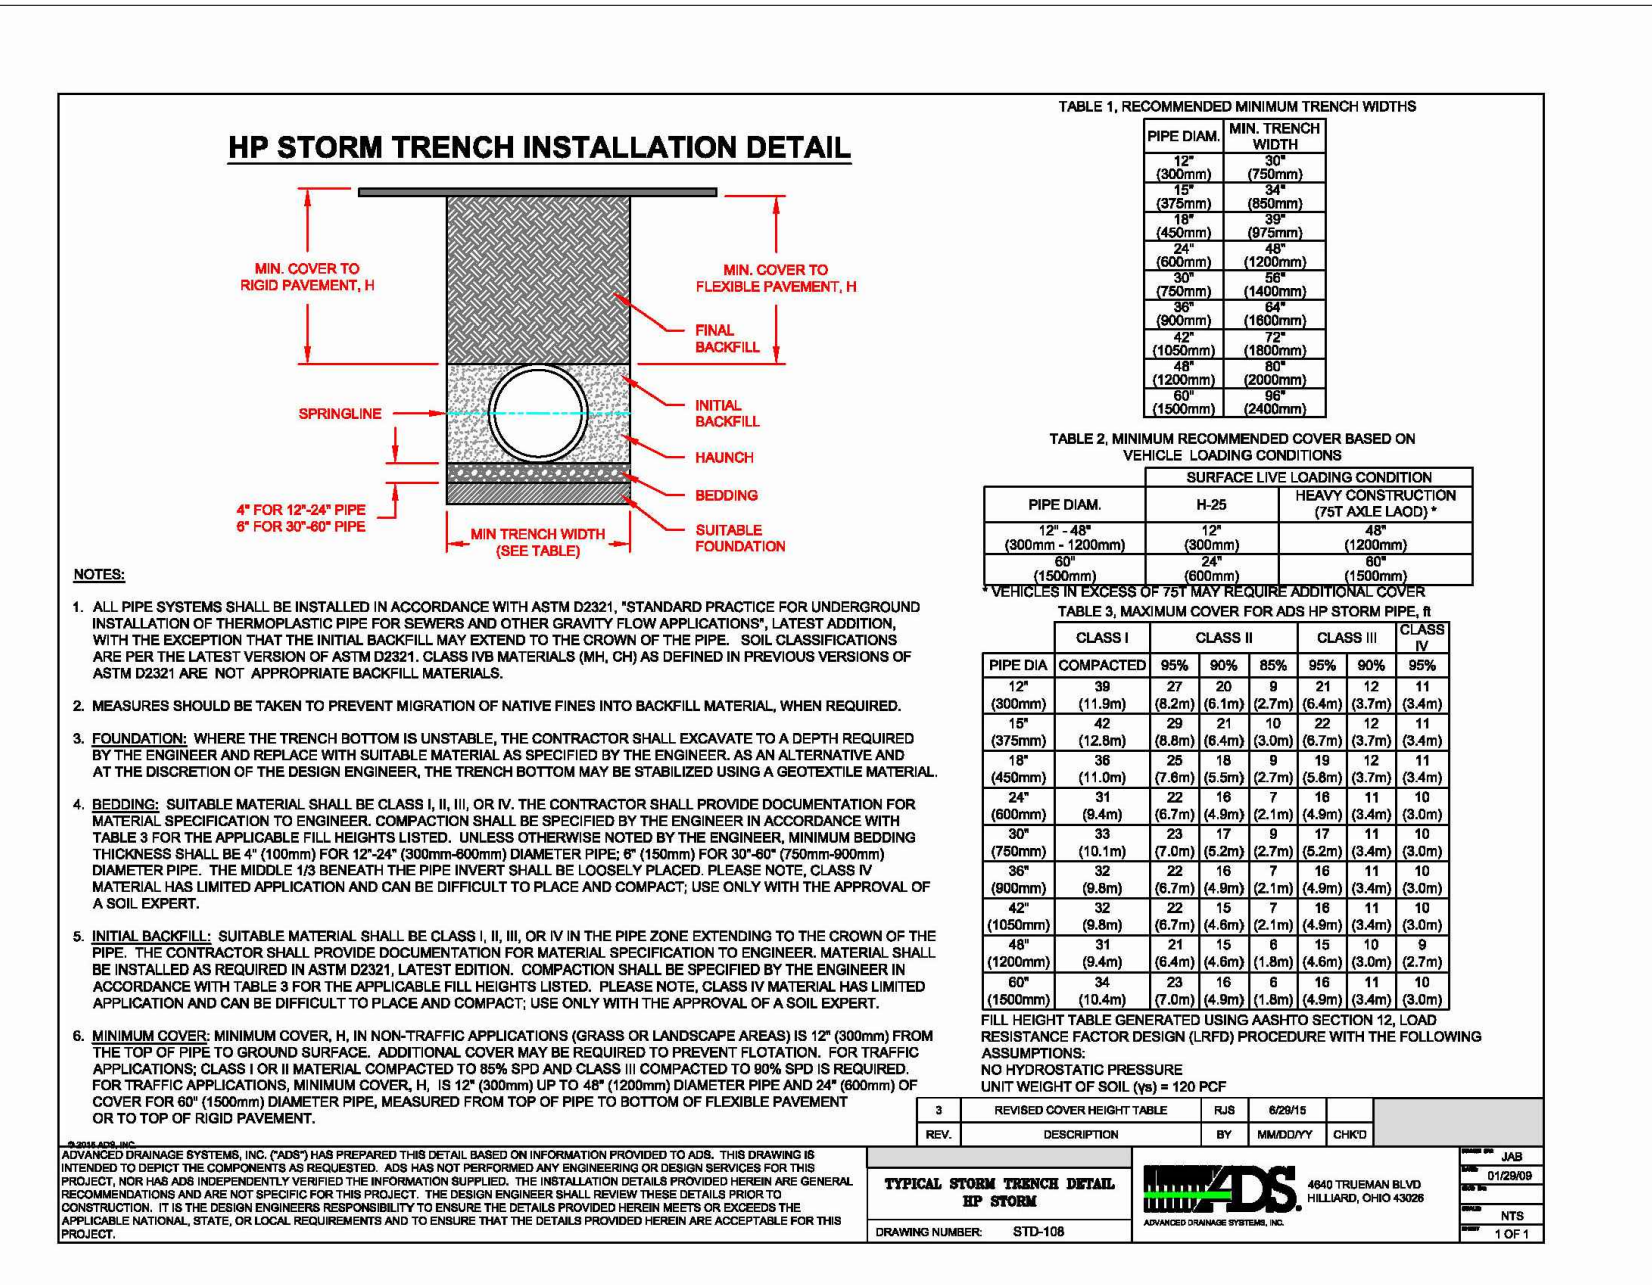 HP STORM TRENCH INSTALLATION DETAIL
MIN. COVER TO
RIGID PAVEMENT, H
MIN. COVER TO
FLEXIBLE PAVEMENT, H
FINAL
BACKFILL
SPRINGLINE
INITIAL
BACKFILL
HAUNCH
BEDDING
4" FOR 12"-24" PIPE
6" FOR 30"-60" PIPE
MIN TRENCH WIDTH
(SEE TABLE)
SUITABLE
FOUNDATION
NOTES:
1. ALL PIPE SYSTEMS SHALL BE INSTALLED IN ACCORDANCE WITH ASTM D2321, "STANDARD PRACTICE FOR UNDERGROUND
INSTALLATION OF THERMOPLASTIC PIPE FOR SEWERS AND OTHER GRAVITY FLOW APPLICATIONS", LATEST ADDITION,
WITH THE EXCEPTION THAT THE INITIAL BACKFILL MAY EXTEND TO THE CROWN OF THE PIPE. SOIL CLASSIFICATIONS
ARE PER THE LATEST VERSION OF ASTM D2321. CLASS IVB MATERIALS (MH, CH) AS DEFINED IN PREVIOUS VERSIONS OF
ASTM D2321 ARE NOT APPROPRIATE BACKFILL MATERIALS.
2. MEASURES SHOULD BE TAKEN TO PREVENT MIGRATION OF NATIVE FINES INTO BACKFILL MATERIAL, WHEN REQUIRED.
3. FOUNDATION: WHERE THE TRENCH BOTTOM IS UNSTABLE, THE CONTRACTOR SHALL EXCAVATE TO A DEPTH REQUIRED
BY THE ENGINEER AND REPLACE WITH SUITABLE MATERIAL AS SPECIFIED BY THE ENGINEER. AS AN ALTERNATIVE AND
AT THE DISCRETION OF THE DESIGN ENGINEER, THE TRENCH BOTTOM MAY BE STABILIZED USING A GEOTEXTILE MATERIAL.
4. BEDDING: SUITABLE MATERIAL SHALL BE CLASS I, II, III, OR IV. THE CONTRACTOR SHALL PROVIDE DOCUMENTATION FOR
MATERIAL SPECIFICATION TO ENGINEER. COMPACTION SHALL BE SPECIFIED BY THE ENGINEER IN ACCORDANCE WITH
TABLE 3 FOR THE APPLICABLE FILL HEIGHTS LISTED. UNLESS OTHERWISE NOTED BY THE ENGINEER, MINIMUM BEDDING
THICKNESS SHALL BE 4" (100mm) FOR 12"-24" (300mm-600mm) DIAMETER PIPE; 6" (150mm) FOR 30"-60" (750mm-900mm)
DIAMETER PIPE. THE MIDDLE 1/3 BENEATH THE PIPE INVERT SHALL BE LOOSELY PLACED. PLEASE NOTE, CLASS IV
MATERIAL HAS LIMITED APPLICATION AND CAN BE DIFFICULT TO PLACE AND COMPACT; USE ONLY WITH THE APPROVAL OF
A SOIL EXPERT.
5. INITIAL BACKFILL: SUITABLE MATERIAL SHALL BE CLASS I, II, III, OR IV IN THE PIPE ZONE EXTENDING TO THE CROWN OF THE
PIPE. THE CONTRACTOR SHALL PROVIDE DOCUMENTATION FOR MATERIAL SPECIFICATION TO ENGINEER. MATERIAL SHALL
BE INSTALLED AS REQUIRED IN ASTM D2321, LATEST EDITION. COMPACTION SHALL BE SPECIFIED BY THE ENGINEER IN
ACCORDANCE WITH TABLE 3 FOR THE APPLICABLE FILL HEIGHTS LISTED. PLEASE NOTE, CLASS IV MATERIAL HAS LIMITED
APPLICATION AND CAN BE DIFFICULT TO PLACE AND COMPACT; USE ONLY WITH THE APPROVAL OF A SOIL EXPERT.
6. MINIMUM COVER: MINIMUM COVER, H, IN NON-TRAFFIC APPLICATIONS (GRASS OR LANDSCAPE AREAS) IS 12" (300mm) FROM
THE TOP OF PIPE TO GROUND SURFACE. ADDITIONAL COVER MAY BE REQUIRED TO PREVENT FLOTATION. FOR TRAFFIC
APPLICATIONS; CLASS I OR II MATERIAL COMPACTED TO 85% SPD AND CLASS III COMPACTED TO 90% SPD IS REQUIRED.
FOR TRAFFIC APPLICATIONS, MINIMUM COVER, H, IS 12" (300mm) UP TO 48" (1200mm) DIAMETER PIPE AND 24" (600mm) OF
COVER FOR 60" (1500mm) DIAMETER PIPE, MEASURED FROM TOP OF PIPE TO BOTTOM OF FLEXIBLE PAVEMENT
OR TO TOP OF RIGID PAVEMENT.
© 2015 ADS, INC.
TABLE 1, RECOMMENDED MINIMUM TRENCH WIDTHS
PIPE DIAM. MIN. TRENCH WIDTH
12" 30"
(300mm) (750mm)
15" 34"
(375mm) (850mm)
18" 39"
(450mm) (975mm)
24" 48"
(600mm) (1200mm)
30" 56"
(750mm) (1400mm)
36" 64"
(900mm) (1600mm)
42" 72"
(1050mm) (1800mm)
48" 80"
(1200mm) (2000mm)
60" 96"
(1500mm) (2400mm)
TABLE 2, MINIMUM RECOMMENDED COVER BASED ON
VEHICLE LOADING CONDITIONS
SURFACE LIVE LOADING CONDITION
PIPE DIAM. H-25 HEAVY CONSTRUCTION (75T AXLE LAOD) *
12" - 48" 12" 48"
(300mm - 1200mm) (300mm) (1200mm)
60" 24" 60"
(1500mm) (600mm) (1500mm)
* VEHICLES IN EXCESS OF 75T MAY REQUIRE ADDITIONAL COVER
TABLE 3, MAXIMUM COVER FOR ADS HP STORM PIPE, ft
CLASS I CLASS II CLASS III CLASS IV
PIPE DIA COMPACTED 95% 90% 85% 95% 90% 95%
12" 39 27 20 9 21 12 11
(300mm) (11.9m) (8.2m) (6.1m) (2.7m) (6.4m) (3.7m) (3.4m)
15" 42 29 21 10 22 12 11
(375mm) (12.8m) (8.8m) (6.4m) (3.0m) (6.7m) (3.7m) (3.4m)
18" 36 25 18 9 19 12 11
(450mm) (11.0m) (7.6m) (5.5m) (2.7m) (5.8m) (3.7m) (3.4m)
24" 31 22 16 7 16 11 10
(600mm) (9.4m) (6.7m) (4.9m) (2.1m) (4.9m) (3.4m) (3.0m)
30" 33 23 17 9 17 11 10
(750mm) (10.1m) (7.0m) (5.2m) (2.7m) (5.2m) (3.4m) (3.0m)
36" 32 22 16 7 16 11 10
(900mm) (9.8m) (6.7m) (4.9m) (2.1m) (4.9m) (3.4m) (3.0m)
42" 32 22 15 7 16 11 10
(1050mm) (9.8m) (6.7m) (4.6m) (2.1m) (4.9m) (3.4m) (3.0m)
48" 31 21 15 6 15 10 9
(1200mm) (9.4m) (6.4m) (4.6m) (1.8m) (4.6m) (3.0m) (2.7m)
60" 34 23 16 6 16 11 10
(1500mm) (10.4m) (7.0m) (4.9m) (1.8m) (4.9m) (3.4m) (3.0m)
FILL HEIGHT TABLE GENERATED USING AASHTO SECTION 12, LOAD
RESISTANCE FACTOR DESIGN (LRFD) PROCEDURE WITH THE FOLLOWING
ASSUMPTIONS:
NO HYDROSTATIC PRESSURE
UNIT WEIGHT OF SOIL (γs) = 120 PCF
3 REVISED COVER HEIGHT TABLE RJS 6/29/15
REV. DESCRIPTION BY MM/DD/YY CHK'D
ADVANCED DRAINAGE SYSTEMS, INC. ("ADS") HAS PREPARED THIS DETAIL BASED ON INFORMATION PROVIDED TO ADS. THIS DRAWING IS
INTENDED TO DEPICT THE COMPONENTS AS REQUESTED. ADS HAS NOT PERFORMED ANY ENGINEERING OR DESIGN SERVICES FOR THIS
PROJECT, NOR HAS ADS INDEPENDENTLY VERIFIED THE INFORMATION SUPPLIED. THE INSTALLATION DETAILS PROVIDED HEREIN ARE GENERAL
RECOMMENDATIONS AND ARE NOT SPECIFIC FOR THIS PROJECT. THE DESIGN ENGINEER SHALL REVIEW THESE DETAILS PRIOR TO
CONSTRUCTION. IT IS THE DESIGN ENGINEERS RESPONSIBILITY TO ENSURE THE DETAILS PROVIDED HEREIN MEETS OR EXCEEDS THE
APPLICABLE NATIONAL, STATE, OR LOCAL REQUIREMENTS AND TO ENSURE THAT THE DETAILS PROVIDED HEREIN ARE ACCEPTABLE FOR THIS
PROJECT.
TYPICAL STORM TRENCH DETAIL
HP STORM
DRAWING NUMBER: STD-108
ADS
ADVANCED DRAINAGE SYSTEMS, INC.
4640 TRUEMAN BLVD
HILLIARD, OHIO 43026
JAB
01/29/09
NTS
1 OF 1